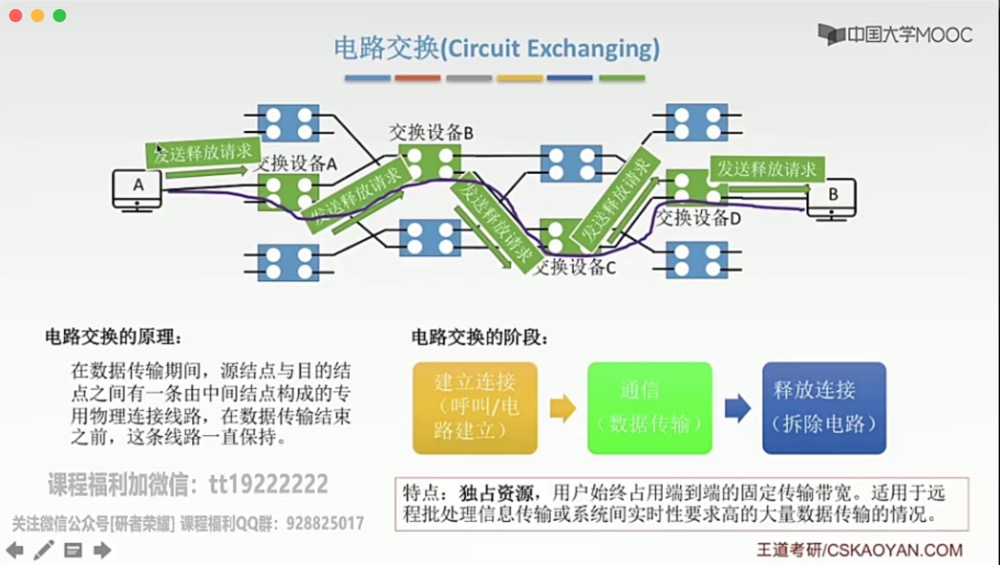 中国大学MOOC
电路交换(Circuit Exchanging)
交换设备B
发送释放请求
交换设备A
发送释放请求
A
发送释放请求
发送释放请求
发送释放请求
B
交换设备D
交换设备C
电路交换的原理：
在数据传输期间，源结点与目的结
点之间有一条由中间结点构成的专
用物理连接线路，在数据传输结束
之前，这条线路一直保持。
电路交换的阶段：
建立连接
（呼叫/电
路建立）
通信
（数据传输）
释放连接
（拆除电路）
特点：独占资源，用户始终占用端到端的固定传输带宽。适用于远
程批处理信息传输或系统间实时性要求高的大量数据传输的情况。
课程福利加微信：tt19222222
关注微信公众号[研者荣耀] 课程福利QQ群：928825017
王道考研/CSKAOYAN.COM